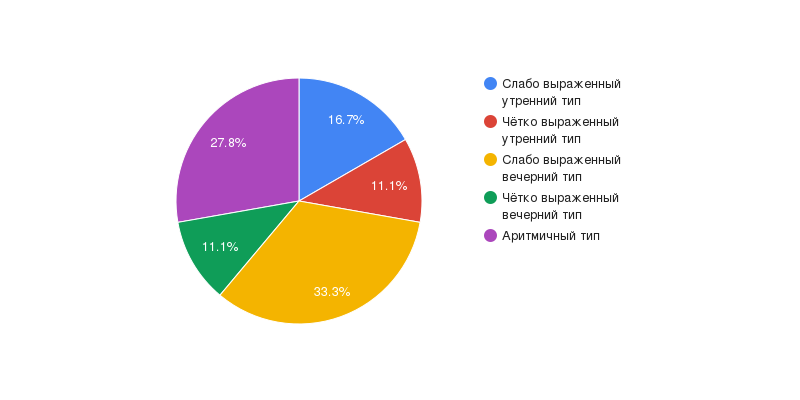 16.7%
11.1%
33.3%
11.1%
27.8%
Слабо выраженный
утренний тип
Чётко выраженный
утренний тип
Слабо выраженный
вечерний тип
Чётко выраженный
вечерний тип
Аритмичный тип